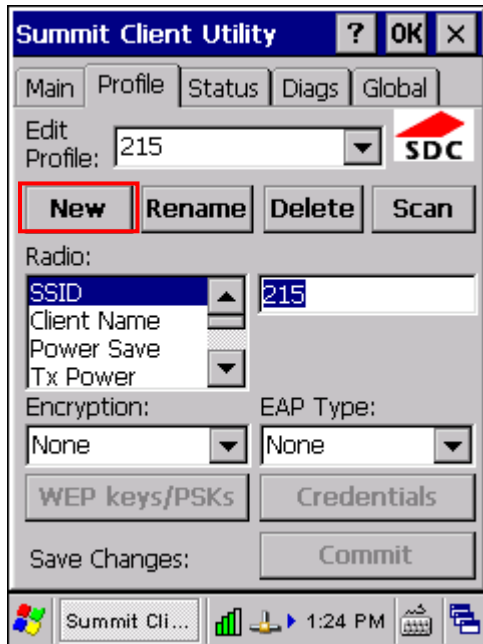 Summit Client Utility ? OK ×
Main Profile Status Diags Global
Edit
Profile: 215
SDC
New Rename Delete Scan
Radio:
SSID 215
Client Name
Power Save
Tx Power
Encryption: EAP Type:
None None
WEP keys/PSKs Credentials
Save Changes: Commit
Summit Cli... 1:24 PM